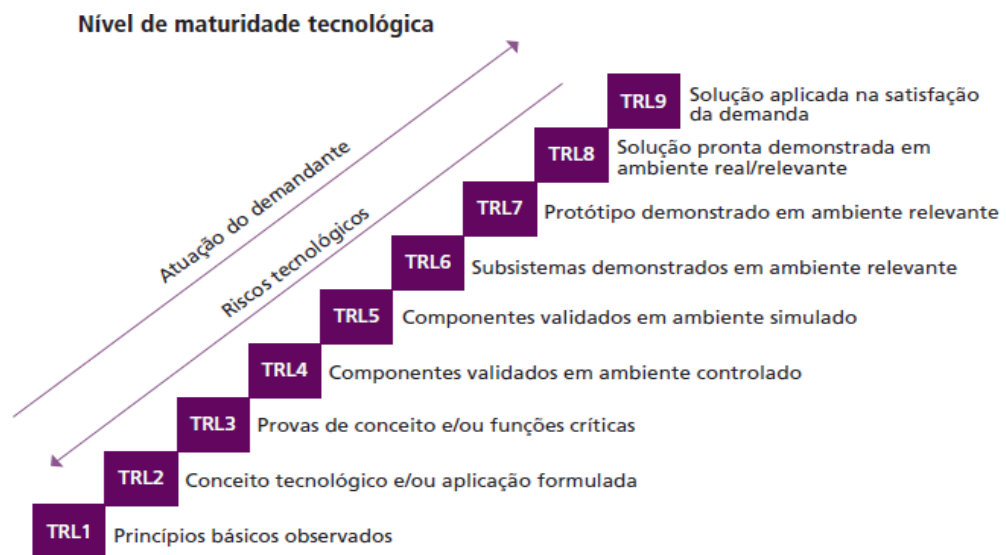 Nível de maturidade tecnológica
Atuação do demandante
Riscos tecnológicos
TRL9
Solução aplicada na satisfação
da demanda
TRL8
Solução pronta demonstrada em
ambiente real/relevante
TRL7
Protótipo demonstrado em ambiente relevante
TRL6
Subsistemas demonstrados em ambiente relevante
TRL5
Componentes validados em ambiente simulado
TRL4
Componentes validados em ambiente controlado
TRL3
Provas de conceito e/ou funções críticas
TRL2
Conceito tecnológico e/ou aplicação formulada
TRL1
Princípios básicos observados